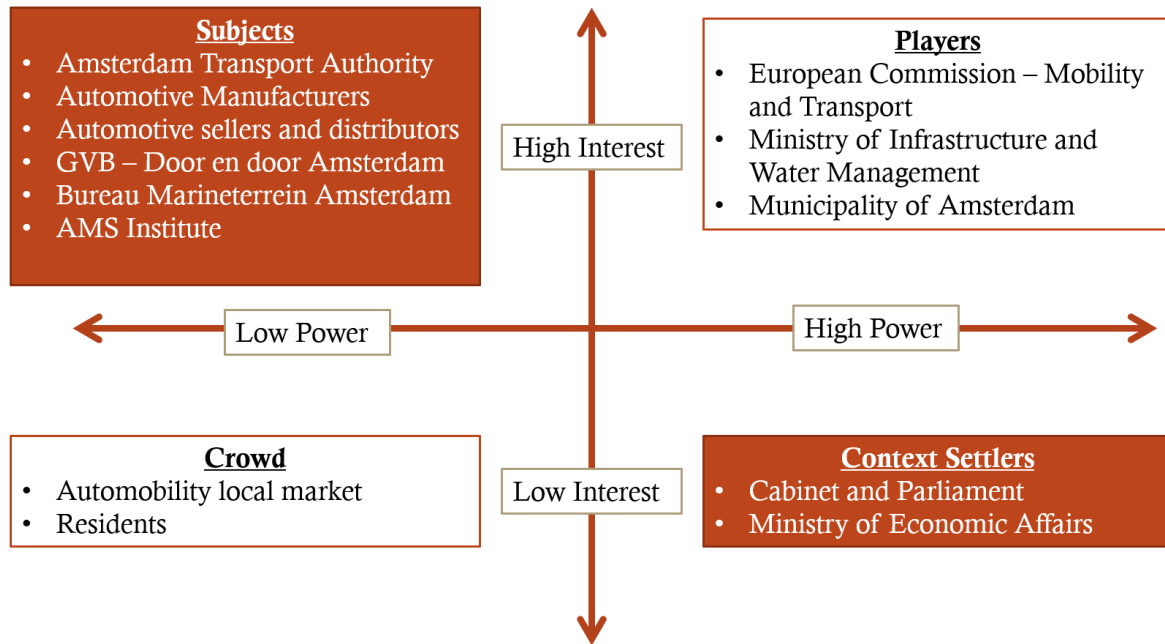 Subjects
• Amsterdam Transport Authority
• Automotive Manufacturers
• Automotive sellers and distributors
• GVB – Door en door Amsterdam
• Bureau Marineterrein Amsterdam
• AMS Institute
High Interest
Players
• European Commission – Mobility
and Transport
• Ministry of Infrastructure and
Water Management
• Municipality of Amsterdam
Low Power
High Power
Crowd
• Automobility local market
• Residents
Low Interest
Context Settlers
• Cabinet and Parliament
• Ministry of Economic Affairs